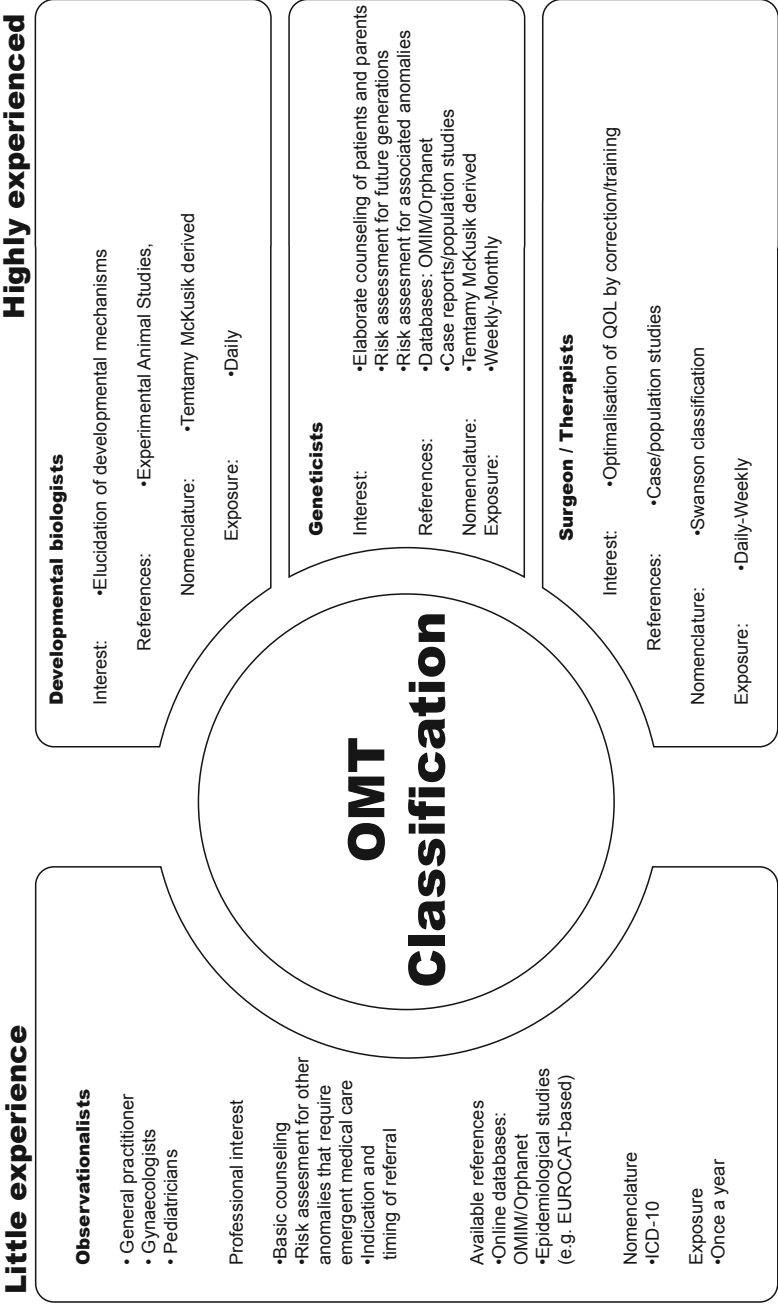 Little experience
Observationalists
• General practitioner
• Gynaecologists
• Pediatricians
Professional interest
•Basic counseling
•Risk assesment for other
anomalies that require
emergent medical care
•Indication and
timing of referral
Available references
•Online databases:
OMIM/Orphanet
•Epidemiological studies
(e.g. EUROCAT-based)
Nomenclature
•ICD-10
Exposure
•Once a year
OMT
Classification
Highly experienced
Developmental biologists
Interest: •Elucidation of developmental mechanisms
References: •Experimental Animal Studies,
Nomenclature: •Temtamy McKusik derived
Exposure: •Daily
Geneticists
Interest: •Elaborate counseling of patients and parents
•Risk assessment for future generations
•Risk assesment for associated anomalies
References: •Databases: OMIM/Orphanet
•Case reports/population studies
Nomenclature: •Temtamy McKusik derived
Exposure: •Weekly-Monthly
Surgeon / Therapists
Interest: •Optimalisation of QOL by correction/training
References: •Case/population studies
Nomenclature: •Swanson classification
Exposure: •Daily-Weekly